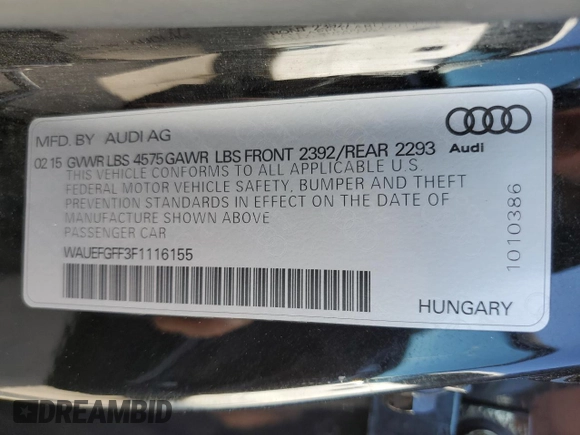 MFD. BY AUDI AG
02 15 GVWR LBS 4575 GAWR LBS FRONT 2392/REAR 2293
Audi
THIS VEHICLE CONFORMS TO ALL APPLICABLE U.S.
FEDERAL MOTOR VEHICLE SAFETY, BUMPER AND THEFT
PREVENTION STANDARDS IN EFFECT ON THE DATE OF
MANUFACTURE SHOWN ABOVE
PASSENGER CAR
WAUEFGFF3F1116155
1010386
HUNGARY
DREAMBID